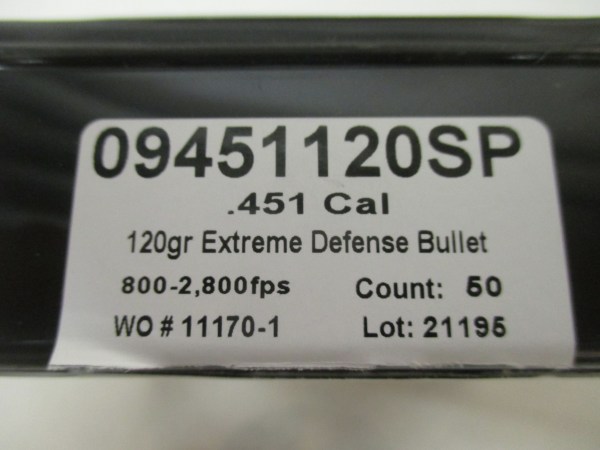 09451120SP
.451 Cal
120gr Extreme Defense Bullet
800-2,800fps Count: 50
WO # 11170-1 Lot: 21195